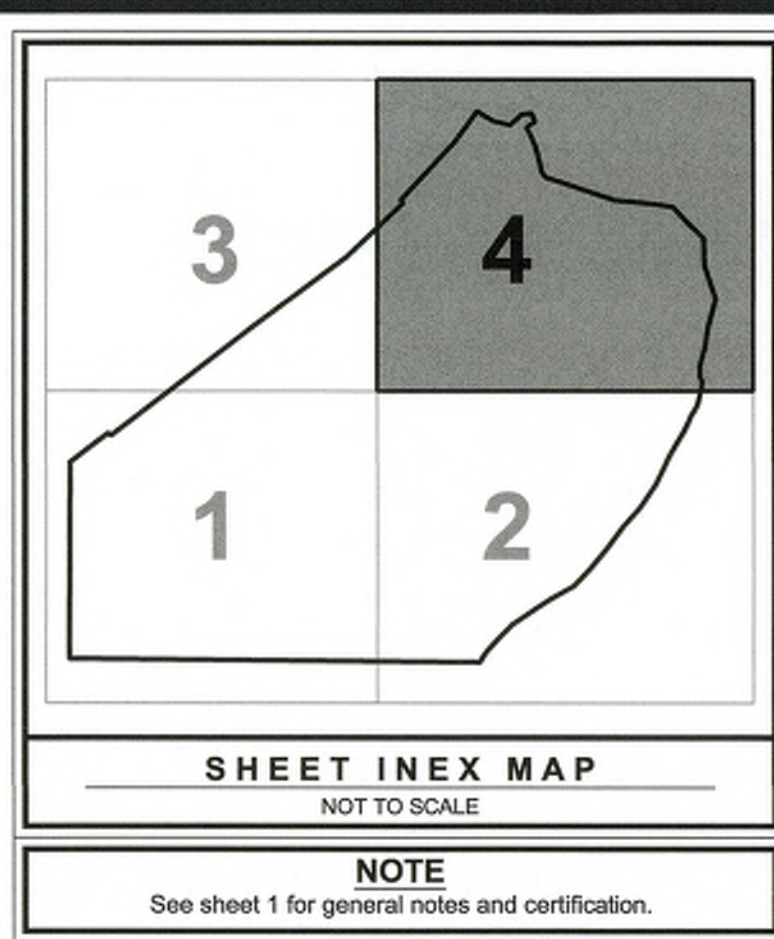 3
4
1
2
SHEET INEX MAP
NOT TO SCALE
NOTE
See sheet 1 for general notes and certification.